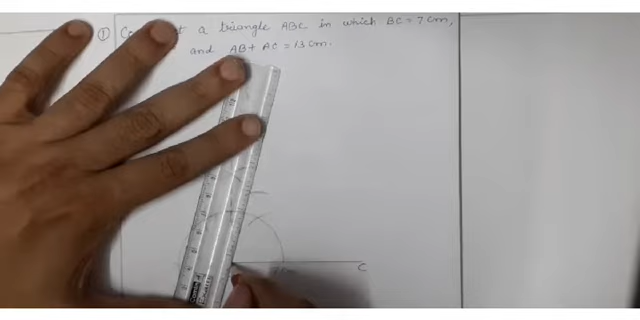 ① a triangle ABC in which BC = 7 cm,
and AB + AC = 13 cm.
C